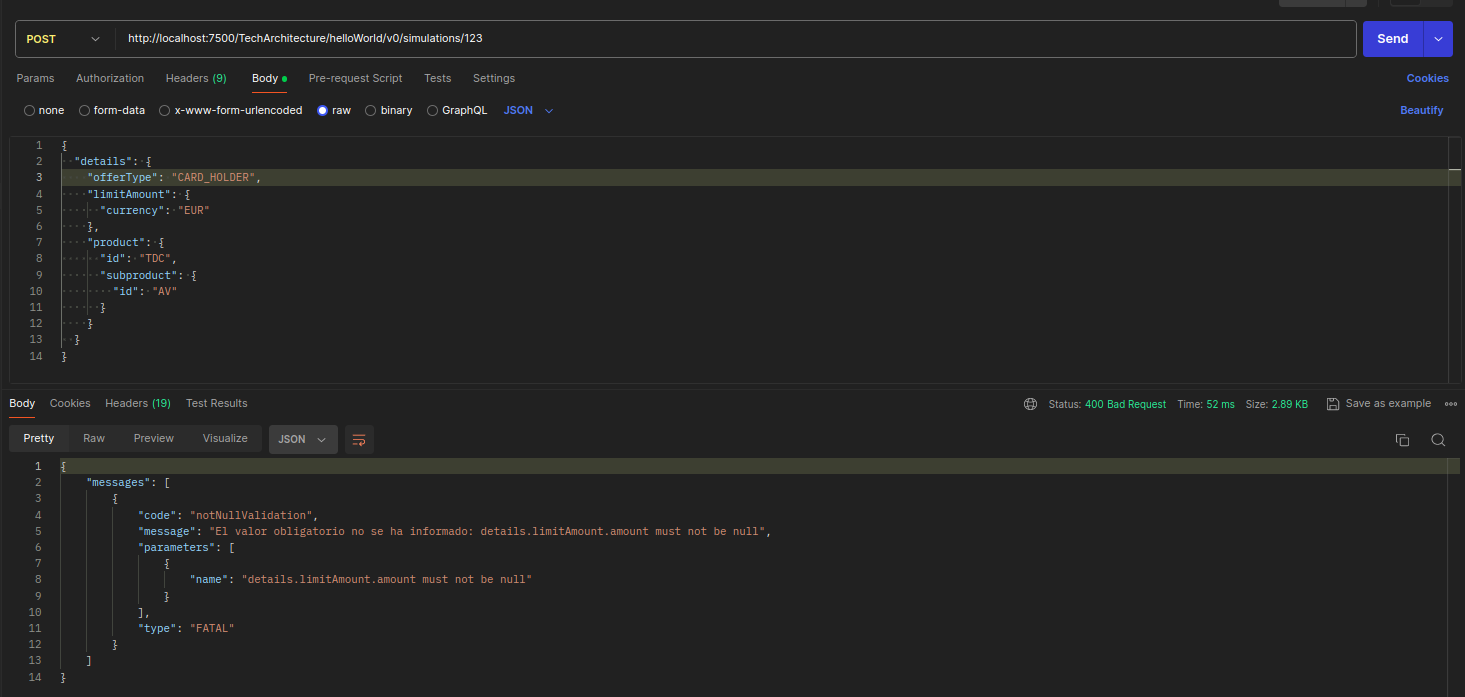 POST http://localhost:7500/TechArchitecture/helloWorld/v0/simulations/123 Send
Params Authorization Headers (9) Body Pre-request Script Tests Settings Cookies
none form-data x-www-form-urlencoded raw binary GraphQL JSON Beautify
1 {
2 "details": {
3 "offerType": "CARD_HOLDER",
4 "limitAmount": {
5 "currency": "EUR"
6 },
7 "product": {
8 "id": "TDC",
9 "subproduct": {
10 "id": "AV"
11 }
12 }
13 }
14 }
Body Cookies Headers (19) Test Results Status: 400 Bad Request Time: 52 ms Size: 2.89 KB Save as example
Pretty Raw Preview Visualize JSON
1 {
2 "messages": [
3 {
4 "code": "notNullValidation",
5 "message": "El valor obligatorio no se ha informado: details.limitAmount.amount must not be null",
6 "parameters": [
7 {
8 "name": "details.limitAmount.amount must not be null"
9 }
10 ],
11 "type": "FATAL"
12 }
13 ]
14 }